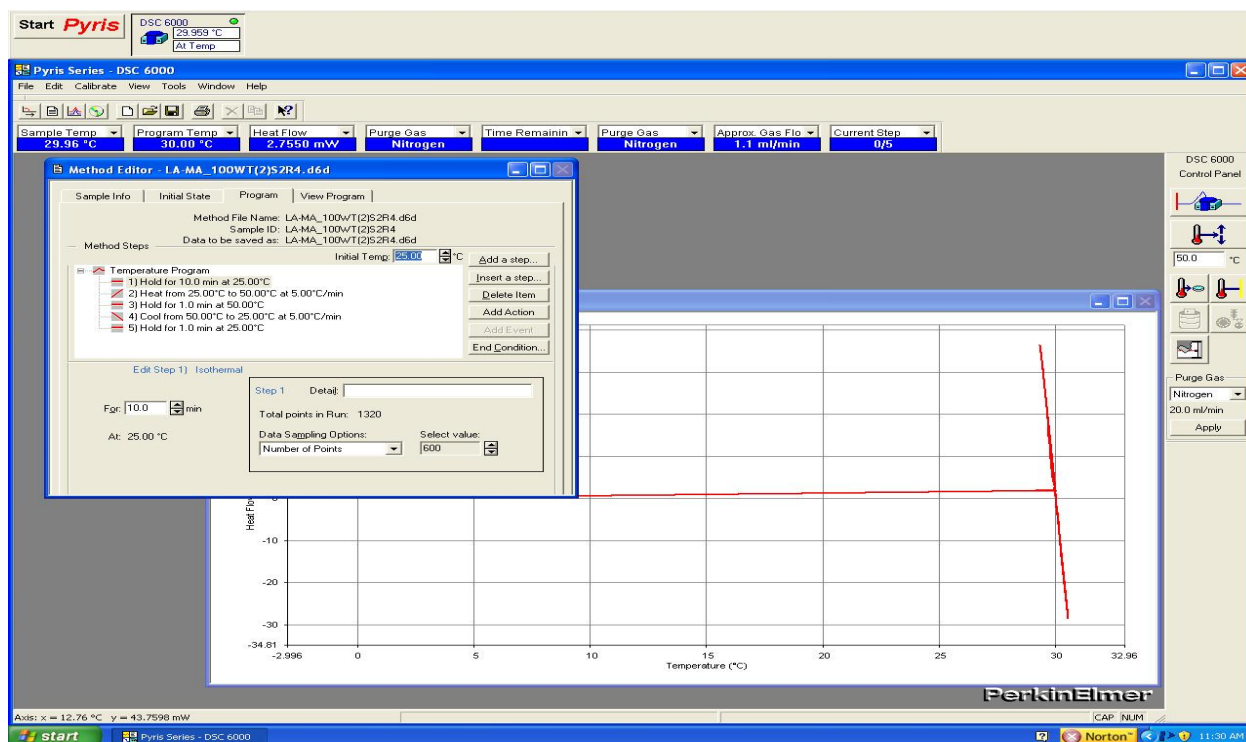 Start Pyris
DSC 6000
29.959 °C
At Temp
Pyris Series - DSC 6000
File Edit Calibrate View Tools Window Help
Sample Temp Program Temp Heat Flow Purge Gas Time Remainin Purge Gas Approx. Gas Flo Current Step
29.96 °C 30.00 °C 2.7550 mW Nitrogen Nitrogen 1.1 ml/min 0/5
Method Editor - LA-MA_100WT(2)S2R4.d6d
Sample Info Initial State Program View Program
Method File Name: LA-MA_100WT(2)S2R4.d6d
Sample ID: LA-MA_100WT(2)S2R4
Data to be saved as: LA-MA_100WT(2)S2R4.d6d
Method Steps
Initial Temp: 25.00 °C
Temperature Program
1) Hold for 10.0 min at 25.00°C
2) Heat from 25.00°C to 50.00°C at 5.00°C/min
3) Hold for 1.0 min at 50.00°C
4) Cool from 50.00°C to 25.00°C at 5.00°C/min
5) Hold for 1.0 min at 25.00°C
Add a step...
Insert a step...
Delete Item
Add Action
Add Event
End Condition...
Edit Step 1) Isothermal
For: 10.0 min
At: 25.00 °C
Step 1 Detail:
Total points in Run: 1320
Data Sampling Options: Select value:
Number of Points 600
Heat Flow
0
-10
-20
-30
-34.81
-2.996 0 5 10 15 20 25 30 32.96
Temperature (°C)
DSC 6000
Control Panel
50.0 °C
Purge Gas
Nitrogen
20.0 ml/min
Apply
PerkinElmer
Axis: x = 12.76 °C y = 43.7598 mW
CAP NUM
start Pyris Series - DSC 6000 Norton™ 11:30 AM